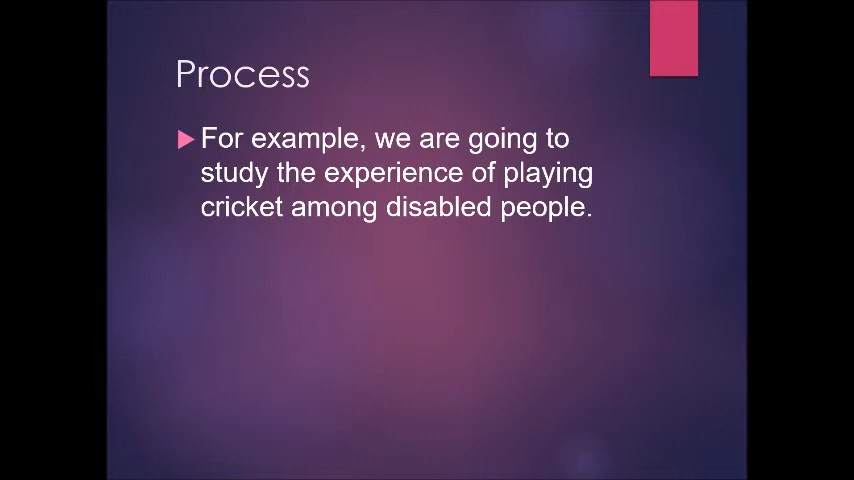 Process
For example, we are going to
study the experience of playing
cricket among disabled people.